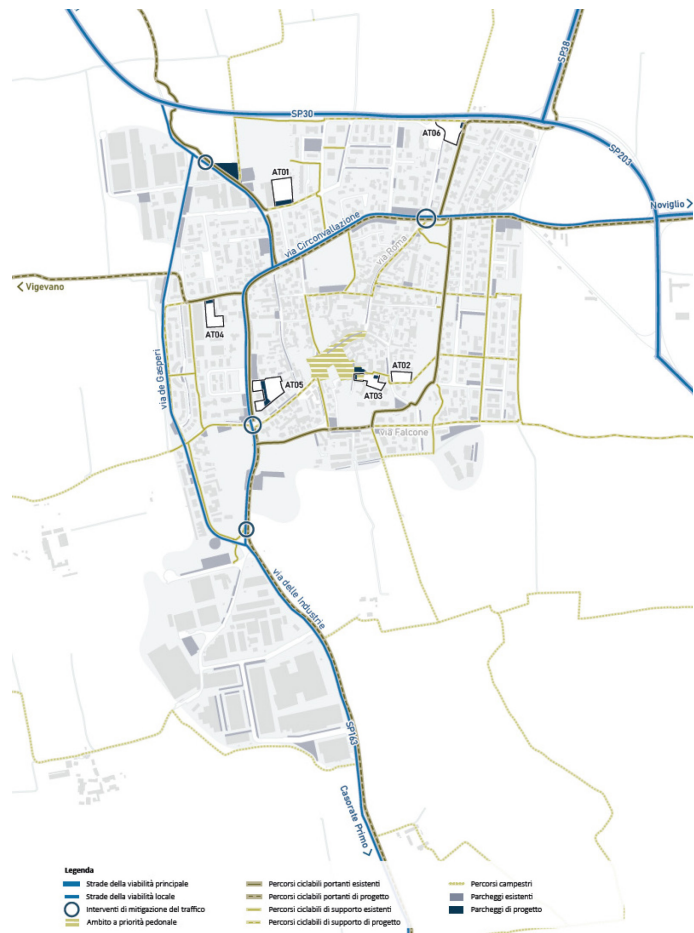 SP38
SP30
AT06
SP203
AT01
Noviglio
via Circonvallazione
via Roma
Vigevano
AT04
AT02
AT05
AT03
via de Gasperi
via Falcone
via delle Industrie
SP163
Casorate Primo
Legenda
Strade della viabilità principale
Strade della viabilità locale
Interventi di mitigazione del traffico
Ambito a priorità pedonale
Percorsi ciclabili portanti esistenti
Percorsi ciclabili portanti di progetto
Percorsi ciclabili di supporto esistenti
Percorsi ciclabili di supporto di progetto
Percorsi campestri
Parcheggi esistenti
Parcheggi di progetto